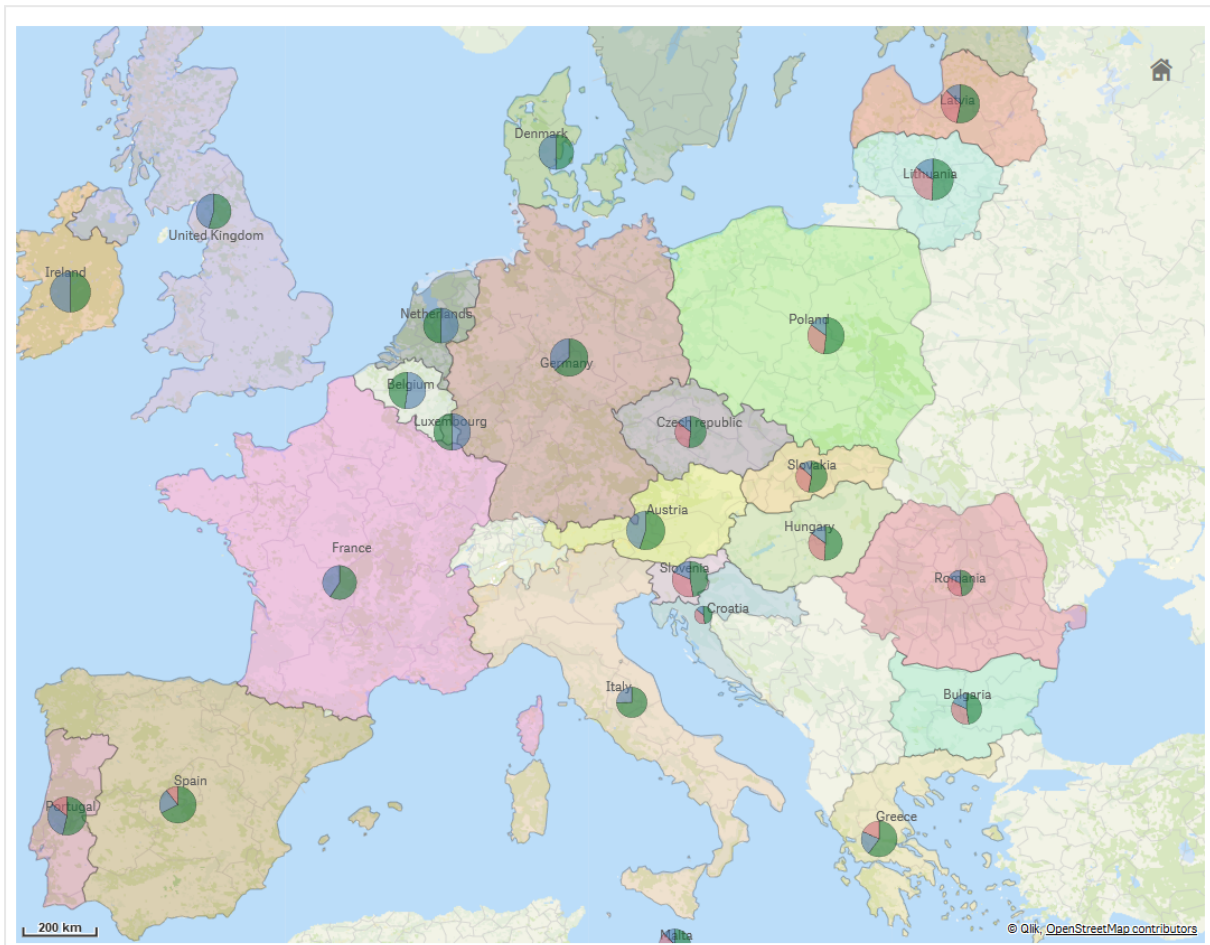 Latvia
Denmark
Lithuania
United Kingdom
Ireland
Netherlands
Poland
Germany
Belgium
Luxembourg
Czech republic
Slovakia
Austria
Hungary
France
Slovenia
Romania
Croatia
Italy
Bulgaria
Spain
Portugal
Greece
200 km
© Qlik, OpenStreetMap contributors
Malta